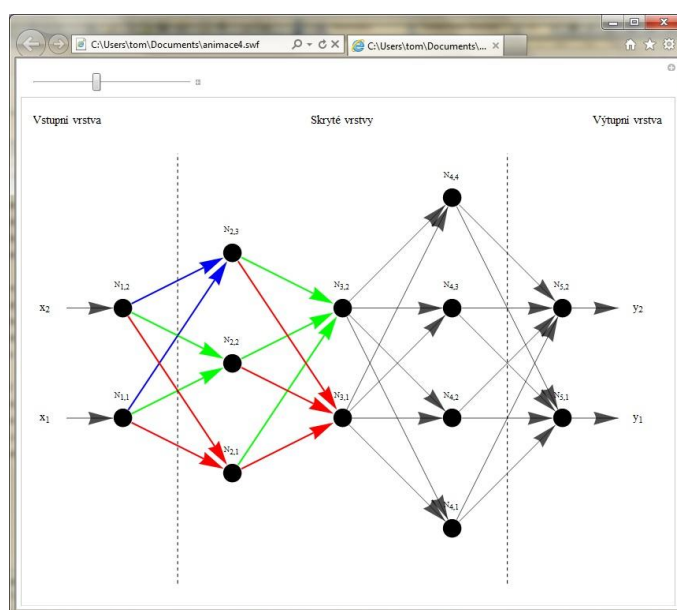 C:\Users\tom\Documents\animace4.swf
C:\Users\tom\Documents\...
Vstupni vrstva
Skryté vrstvy
Výtupni vrstva
N4,4
N2,3
N1,2
N3,2
N4,3
N5,2
x2
y2
N2,2
N1,1
N3,1
N4,2
N5,1
x1
y1
N2,1
N4,1